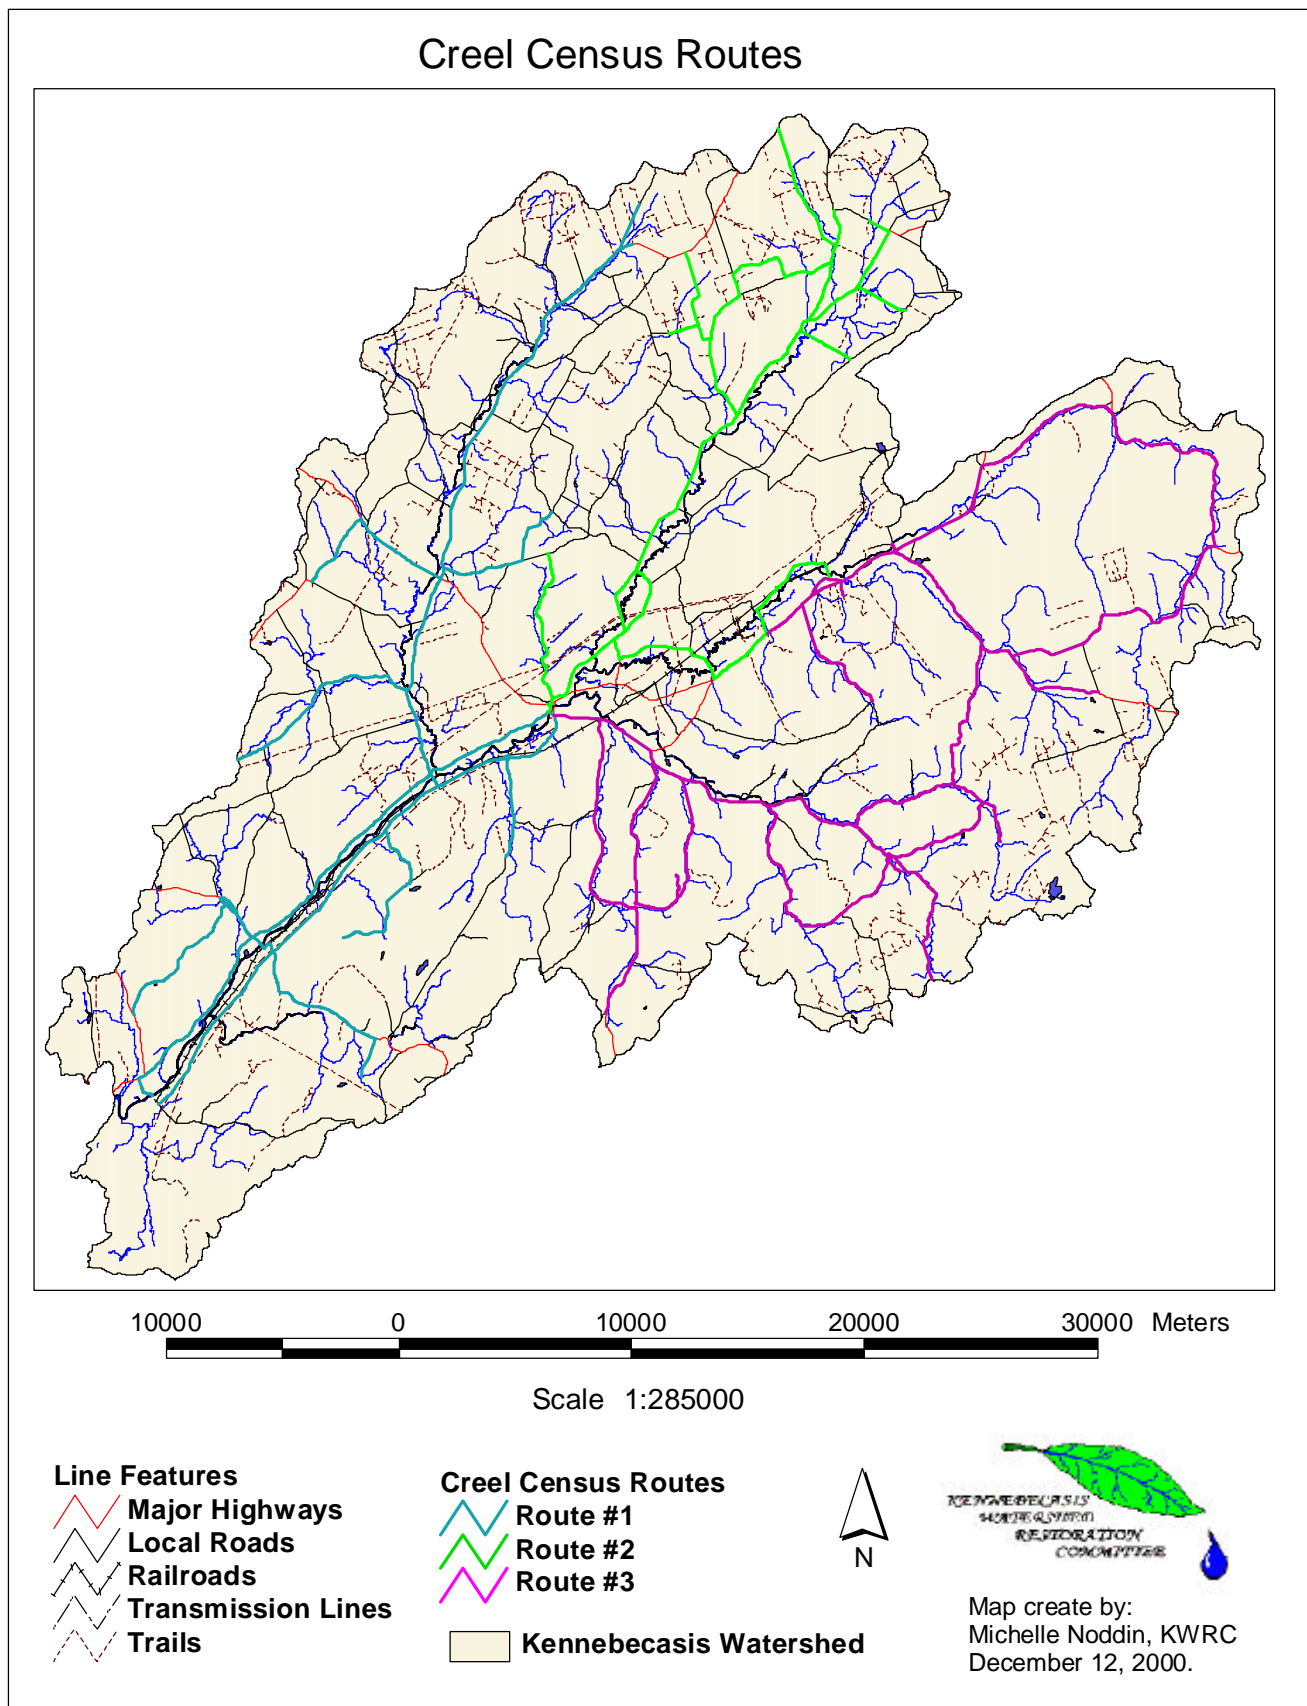 Creel Census Routes
10000 0 10000 20000 30000 Meters
Scale 1:285000
Line Features
Major Highways
Local Roads
Railroads
Transmission Lines
Trails
Creel Census Routes
Route #1
Route #2
Route #3
Kennebecasis Watershed
N
KENNEBECASIS
WATERSHED
RESTORATION
COMMITTEE
Map create by:
Michelle Noddin, KWRC
December 12, 2000.